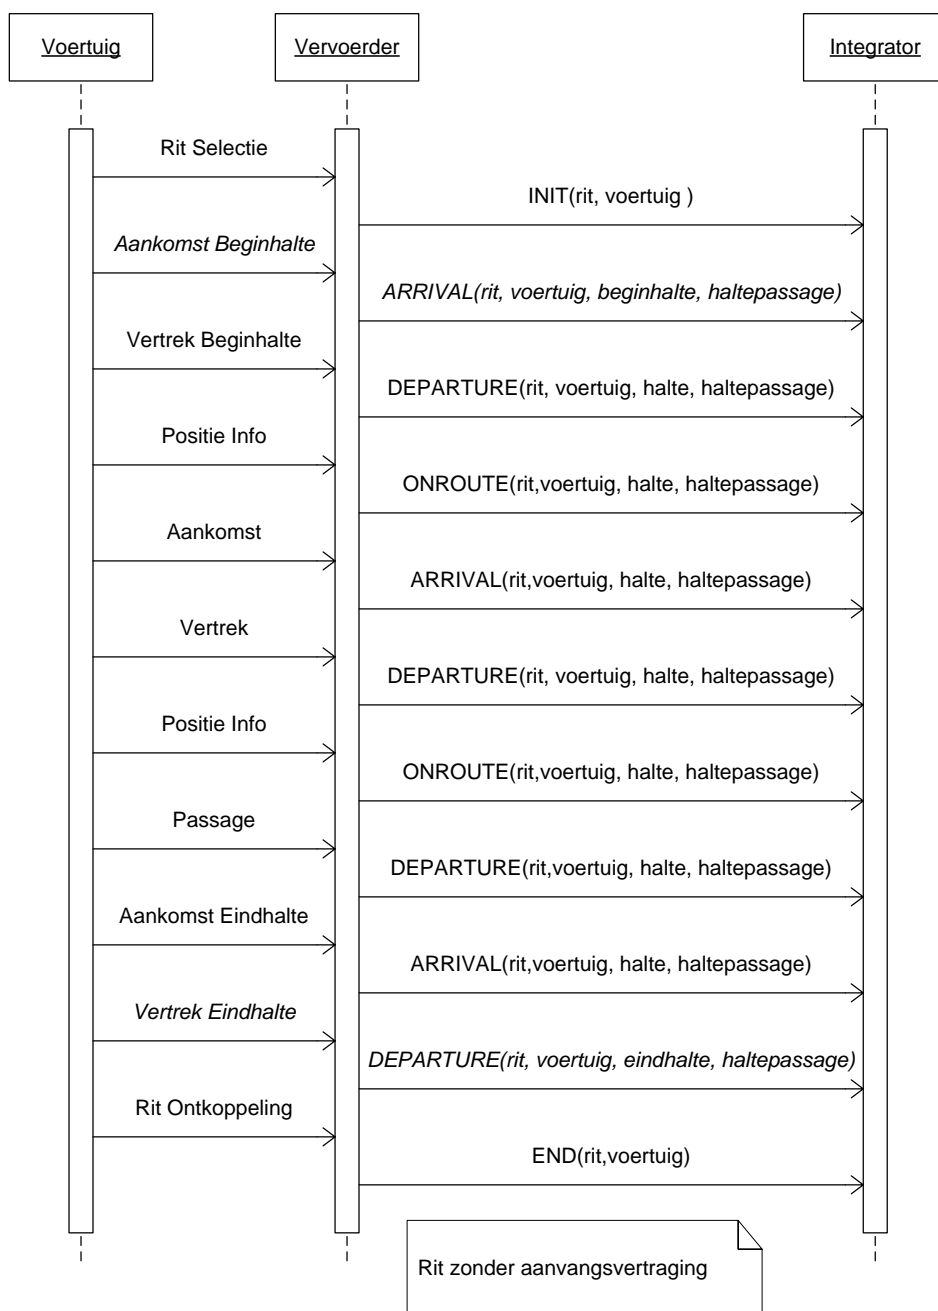 Voertuig
Vervoerder
Integrator
Rit Selectie
INIT(rit, voertuig )
Aankomst Beginhalte
ARRIVAL(rit, voertuig, beginhalte, haltepassage)
Vertrek Beginhalte
DEPARTURE(rit, voertuig, halte, haltepassage)
Positie Info
ONROUTE(rit,voertuig, halte, haltepassage)
Aankomst
ARRIVAL(rit,voertuig, halte, haltepassage)
Vertrek
DEPARTURE(rit, voertuig, halte, haltepassage)
Positie Info
ONROUTE(rit,voertuig, halte, haltepassage)
Passage
DEPARTURE(rit,voertuig, halte, haltepassage)
Aankomst Eindhalte
ARRIVAL(rit,voertuig, halte, haltepassage)
Vertrek Eindhalte
DEPARTURE(rit, voertuig, eindhalte, haltepassage)
Rit Ontkoppeling
END(rit,voertuig)
Rit zonder aanvangsvertraging